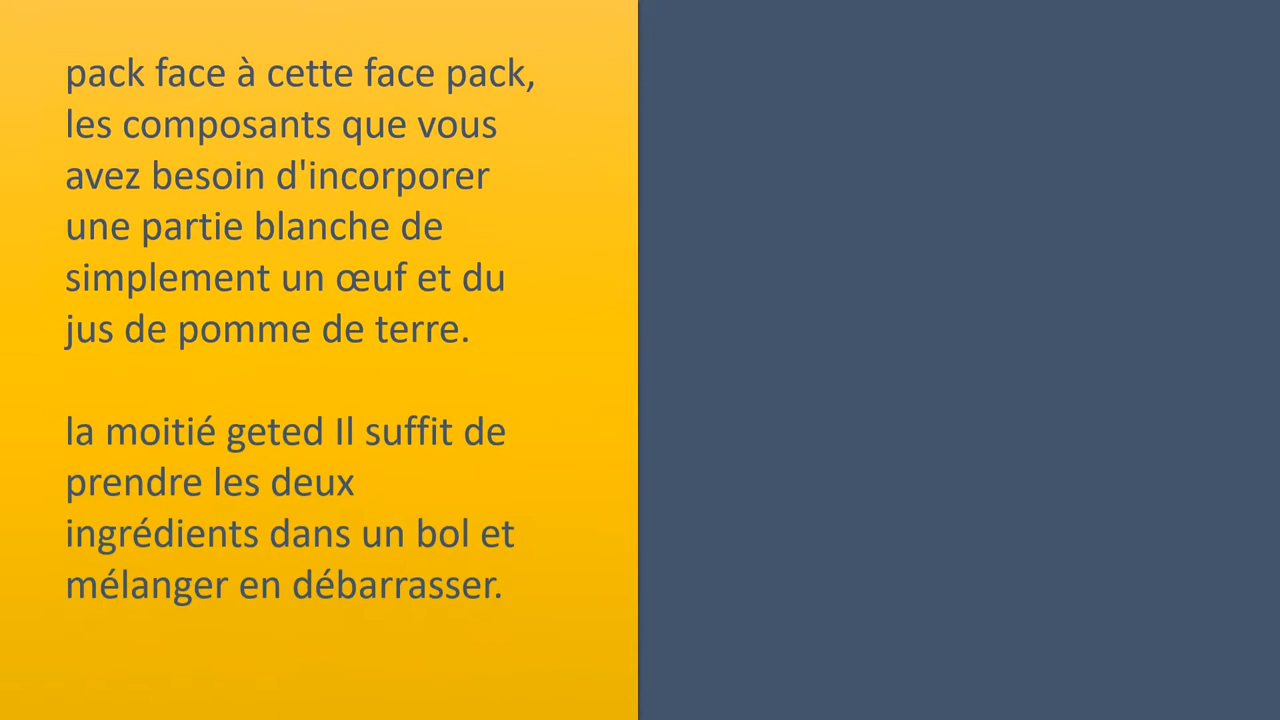 pack face à cette face pack,
les composants que vous
avez besoin d'incorporer
une partie blanche de
simplement un œuf et du
jus de pomme de terre.
la moitié geted Il suffit de
prendre les deux
ingrédients dans un bol et
mélanger en débarrasser.